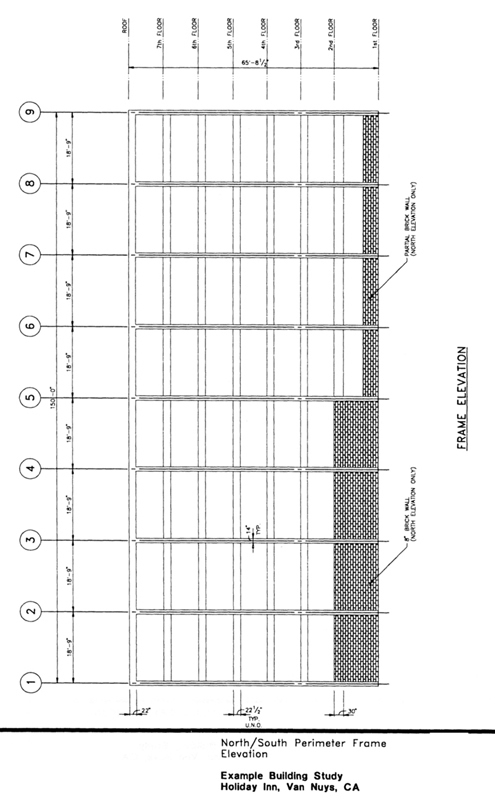 ROOF
7th FLOOR
6th FLOOR
5th FLOOR
4th FLOOR
3rd FLOOR
2nd FLOOR
1st FLOOR
65'-8 1/2"
9
8
7
6
5
4
3
2
1
150'-0"
18'-9"
18'-9"
18'-9"
18'-9"
18'-9"
18'-9"
18'-9"
18'-9"
14"
TYP.
PARTIAL BRICK WALL
(NORTH ELEVATION ONLY)
8" BRICK WALL
(NORTH ELEVATION ONLY)
FRAME ELEVATION
22"
22 1/2"
TYP.
U.N.O.
30"
North/South Perimeter Frame
Elevation
Example Building Study
Holiday Inn, Van Nuys, CA